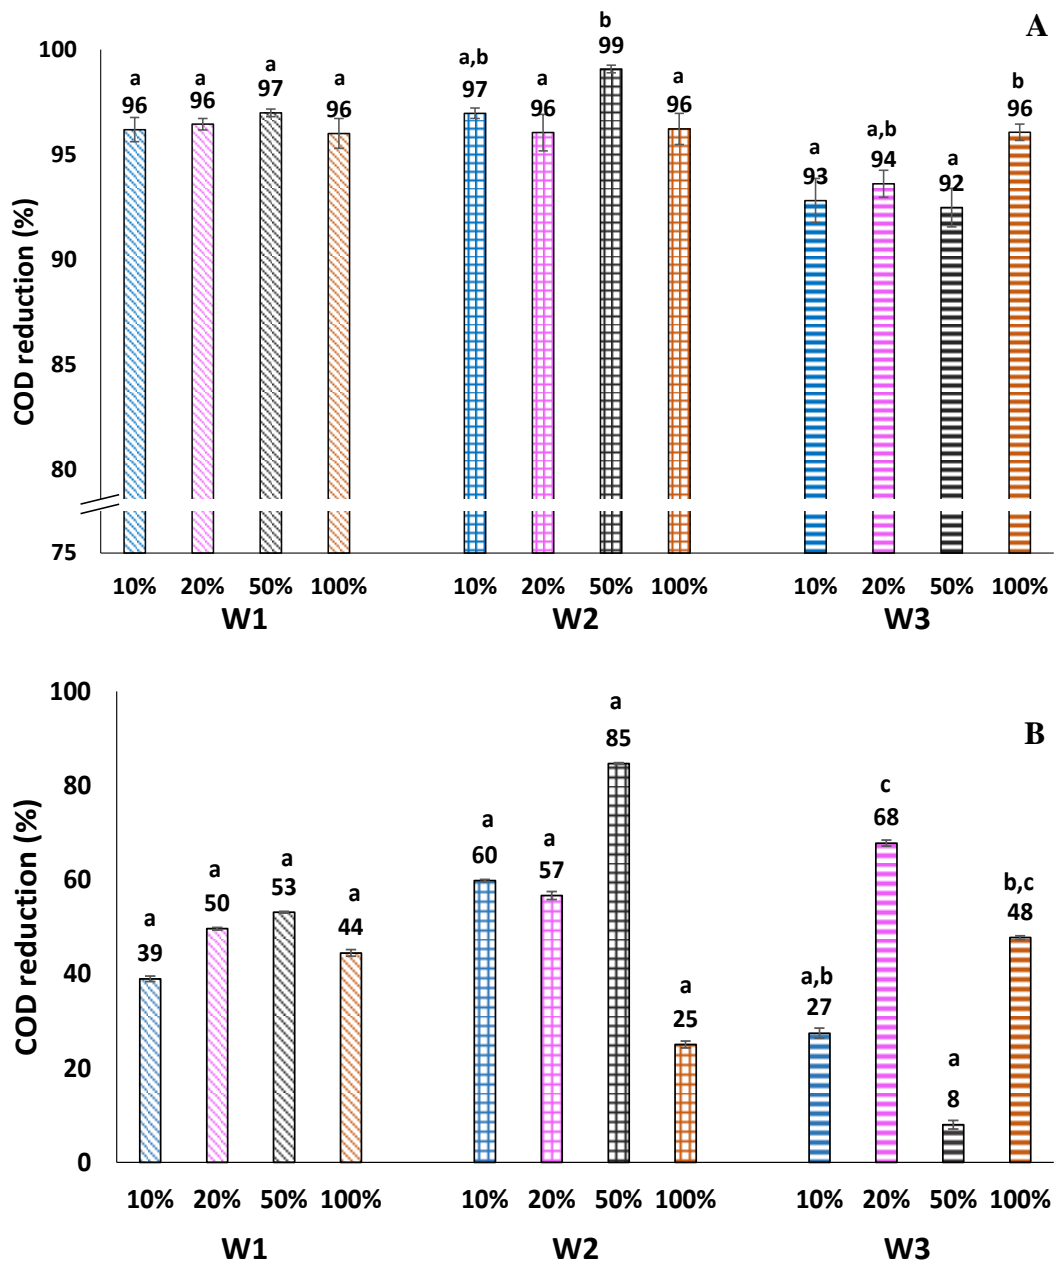 A
COD reduction (%)
100
95
90
85
80
75
a a a a a,b a b a a a,b a b
96 96 97 96 97 96 99 96 93 94 92 96
10% 20% 50% 100% 10% 20% 50% 100% 10% 20% 50% 100%
W1 W2 W3
B
COD reduction (%)
100
80
60
40
20
0
a a a a a a a a a,b c a b,c
39 50 53 44 60 57 85 25 27 68 8 48
10% 20% 50% 100% 10% 20% 50% 100% 10% 20% 50% 100%
W1 W2 W3